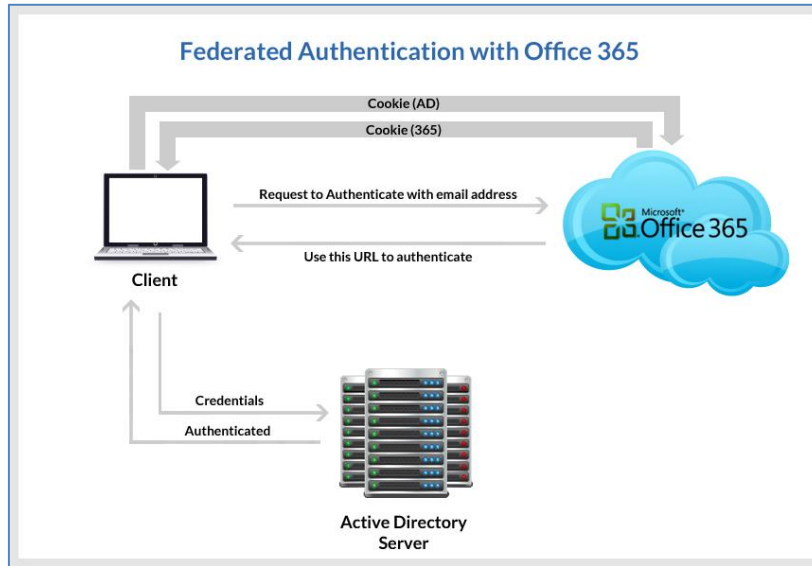 Federated Authentication with Office 365
Cookie (AD)
Cookie (365)
Request to Authenticate with email address
Microsoft®
Office 365
Use this URL to authenticate
Client
Credentials
Authenticated
Active Directory
Server